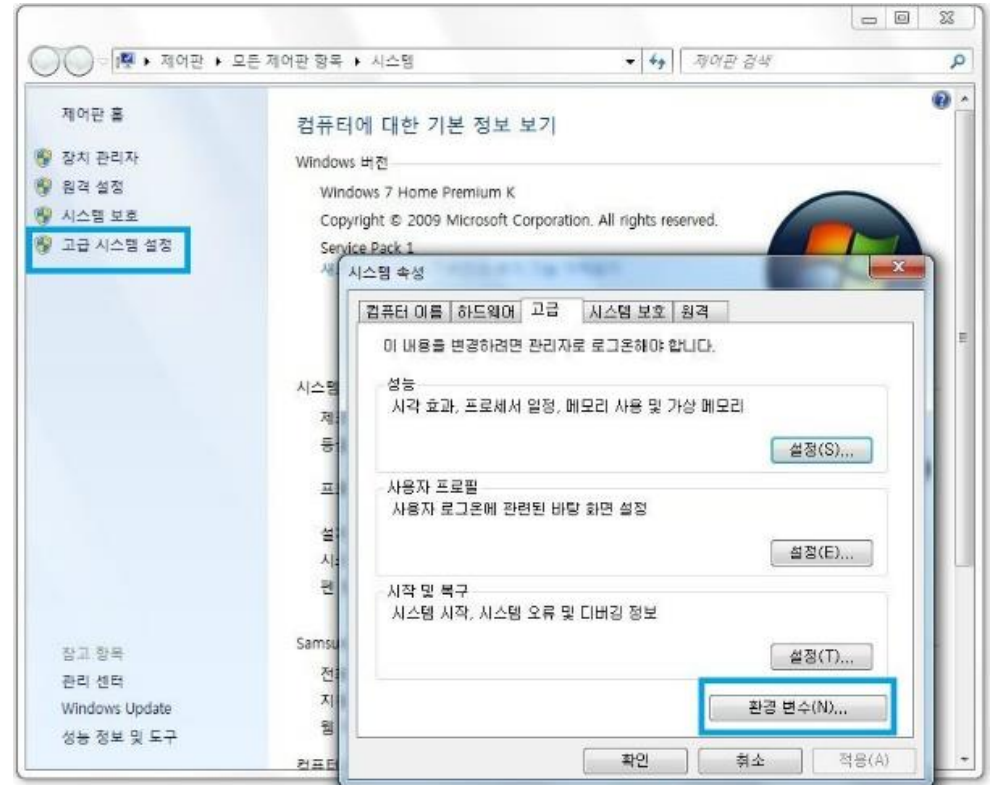 제어판 ▸ 모든 제어판 항목 ▸ 시스템
제어판 검색
제어판 홈
장치 관리자
원격 설정
시스템 보호
고급 시스템 설정
참고 항목
관리 센터
Windows Update
성능 정보 및 도구
컴퓨터에 대한 기본 정보 보기
Windows 버전
Windows 7 Home Premium K
Copyright © 2009 Microsoft Corporation. All rights reserved.
Service Pack 1
시스템
Samsu
전
지
웹
컴퓨터
시스템 속성
컴퓨터 이름 하드웨어 고급 시스템 보호 원격
이 내용을 변경하려면 관리자로 로그온해야 합니다.
성능
시각 효과, 프로세서 일정, 메모리 사용 및 가상 메모리
설정(S)...
사용자 프로필
사용자 로그온에 관련된 바탕 화면 설정
설정(E)...
시작 및 복구
시스템 시작, 시스템 오류 및 디버깅 정보
설정(T)...
환경 변수(N)...
확인 취소 적용(A)